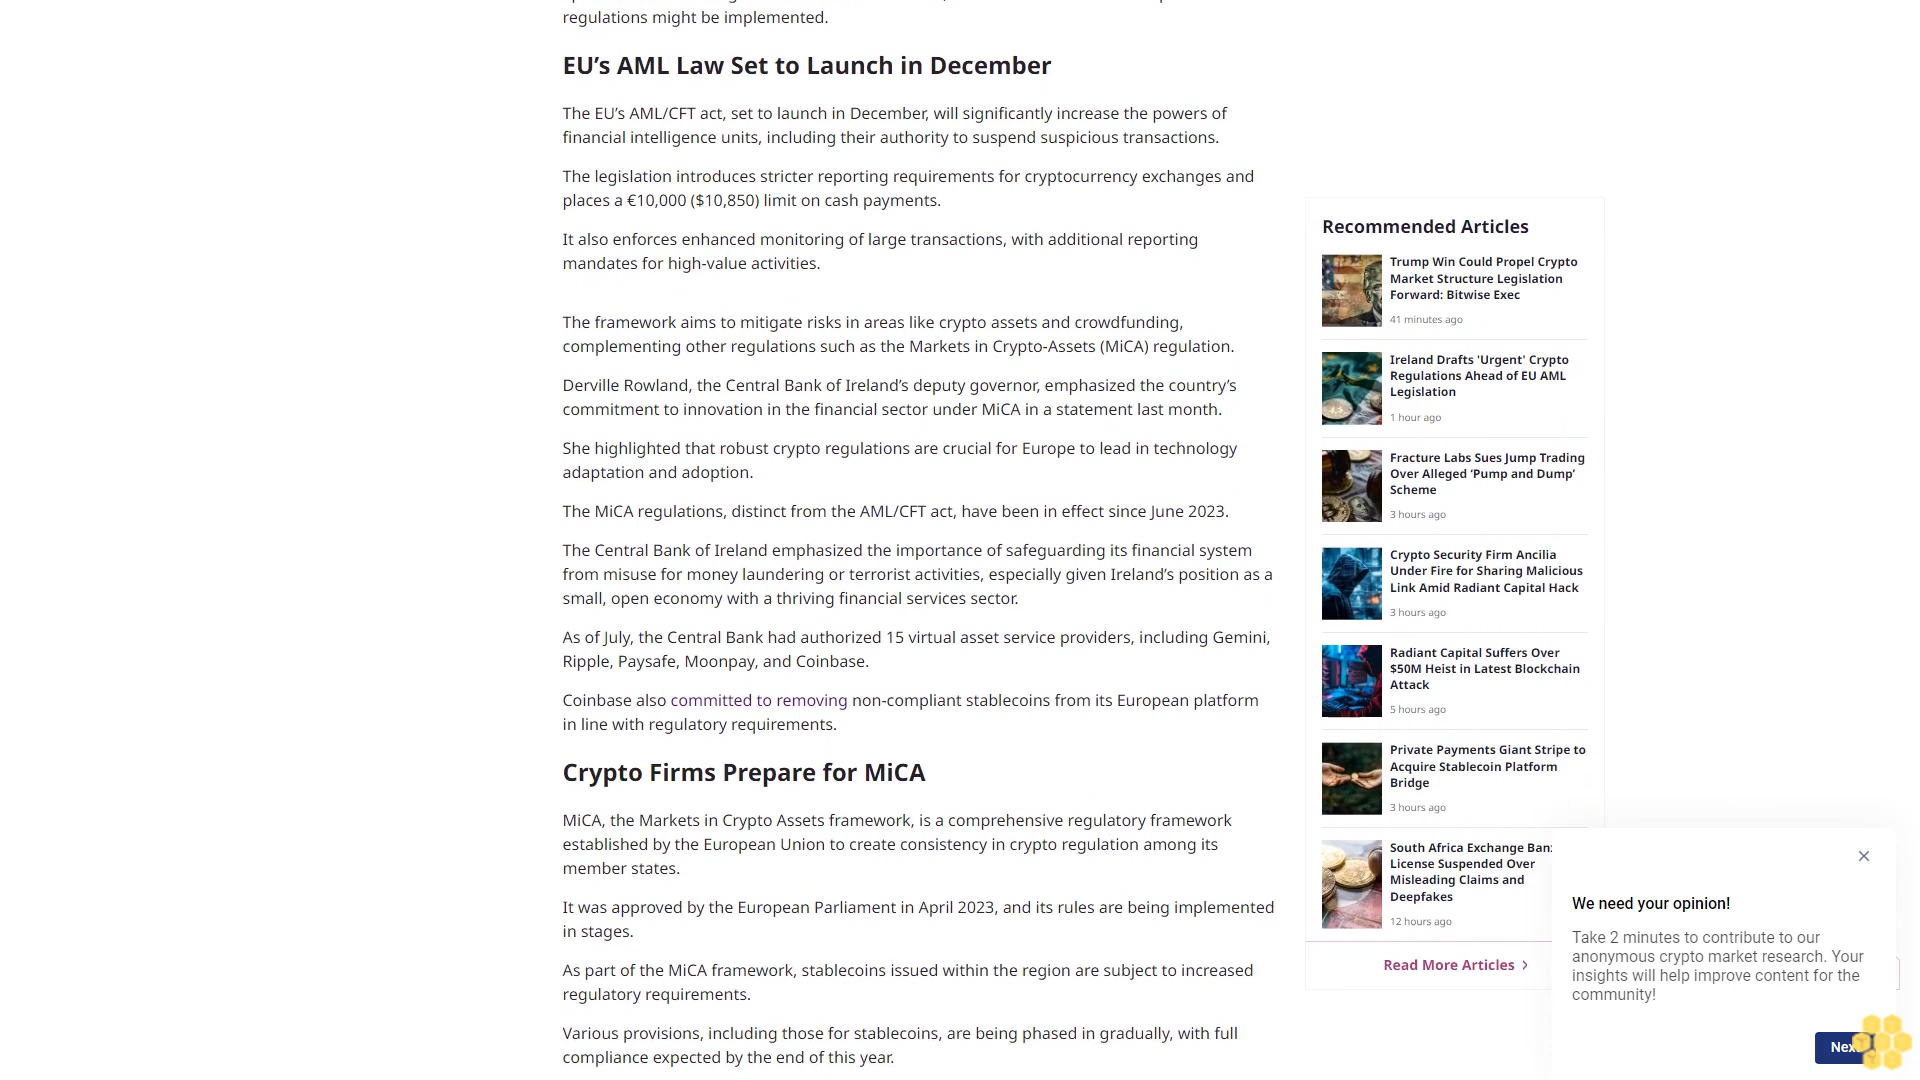 regulations might be implemented.
EU’s AML Law Set to Launch in December
The EU’s AML/CFT act, set to launch in December, will significantly increase the powers of
financial intelligence units, including their authority to suspend suspicious transactions.
The legislation introduces stricter reporting requirements for cryptocurrency exchanges and
places a €10,000 ($10,850) limit on cash payments.
It also enforces enhanced monitoring of large transactions, with additional reporting
mandates for high-value activities.
The framework aims to mitigate risks in areas like crypto assets and crowdfunding,
complementing other regulations such as the Markets in Crypto-Assets (MiCA) regulation.
Derville Rowland, the Central Bank of Ireland’s deputy governor, emphasized the country’s
commitment to innovation in the financial sector under MiCA in a statement last month.
She highlighted that robust crypto regulations are crucial for Europe to lead in technology
adaptation and adoption.
The MiCA regulations, distinct from the AML/CFT act, have been in effect since June 2023.
The Central Bank of Ireland emphasized the importance of safeguarding its financial system
from misuse for money laundering or terrorist activities, especially given Ireland’s position as a
small, open economy with a thriving financial services sector.
As of July, the Central Bank had authorized 15 virtual asset service providers, including Gemini,
Ripple, Paysafe, Moonpay, and Coinbase.
Coinbase also committed to removing non-compliant stablecoins from its European platform
in line with regulatory requirements.
Crypto Firms Prepare for MiCA
MiCA, the Markets in Crypto Assets framework, is a comprehensive regulatory framework
established by the European Union to create consistency in crypto regulation among its
member states.
It was approved by the European Parliament in April 2023, and its rules are being implemented
in stages.
As part of the MiCA framework, stablecoins issued within the region are subject to increased
regulatory requirements.
Various provisions, including those for stablecoins, are being phased in gradually, with full
compliance expected by the end of this year.
Recommended Articles
Trump Win Could Propel Crypto
Market Structure Legislation
Forward: Bitwise Exec
41 minutes ago
Ireland Drafts 'Urgent' Crypto
Regulations Ahead of EU AML
Legislation
1 hour ago
Fracture Labs Sues Jump Trading
Over Alleged ‘Pump and Dump’
Scheme
3 hours ago
Crypto Security Firm Ancilia
Under Fire for Sharing Malicious
Link Amid Radiant Capital Hack
3 hours ago
Radiant Capital Suffers Over
$50M Heist in Latest Blockchain
Attack
5 hours ago
Private Payments Giant Stripe to
Acquire Stablecoin Platform
Bridge
3 hours ago
South Africa Exchange
License Suspended Over
Misleading Claims and
Deepfakes
12 hours ago
Read More Articles
We need your opinion!
Take 2 minutes to contribute to our
anonymous crypto market research. Your
insights will help improve content for the
community!